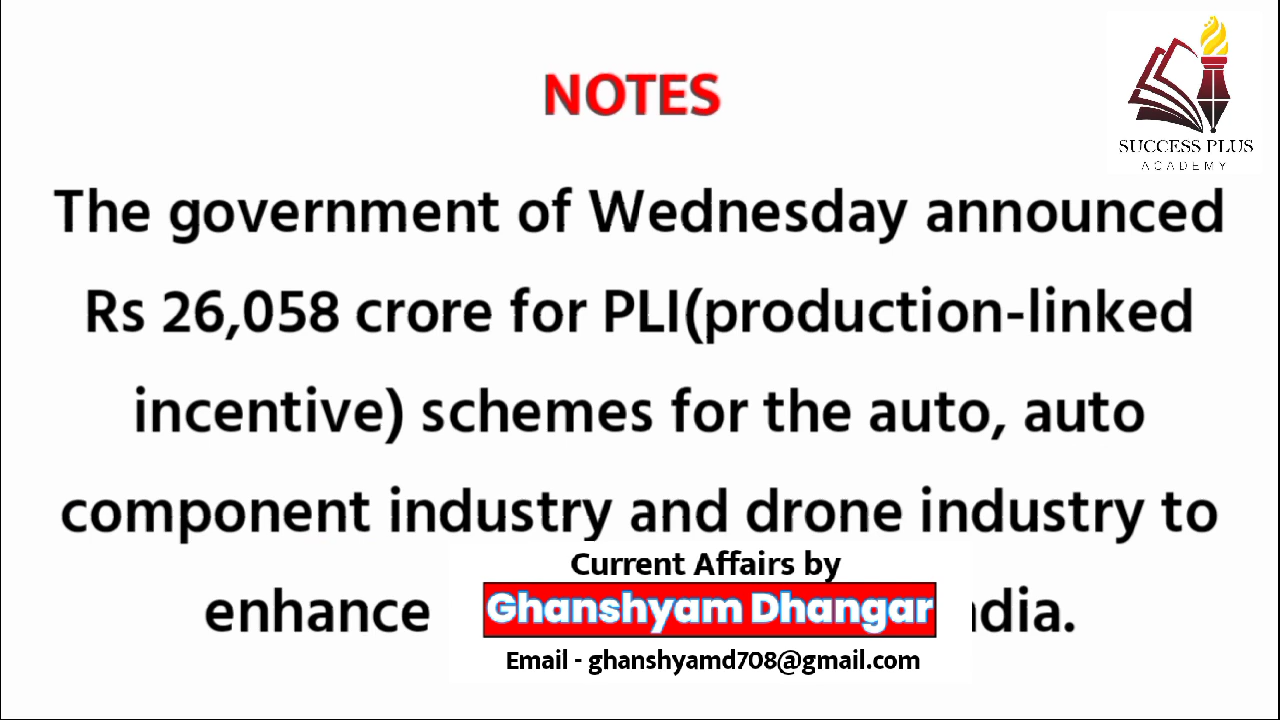 NOTES
SUCCESS PLUS
ACADEMY
The government of Wednesday announced
Rs 26,058 crore for PLI(production-linked
incentive) schemes for the auto, auto
component industry and drone industry to
enhance
Current Affairs by
Ghanshyam Dhangar
Email - ghanshyamd708@gmail.com